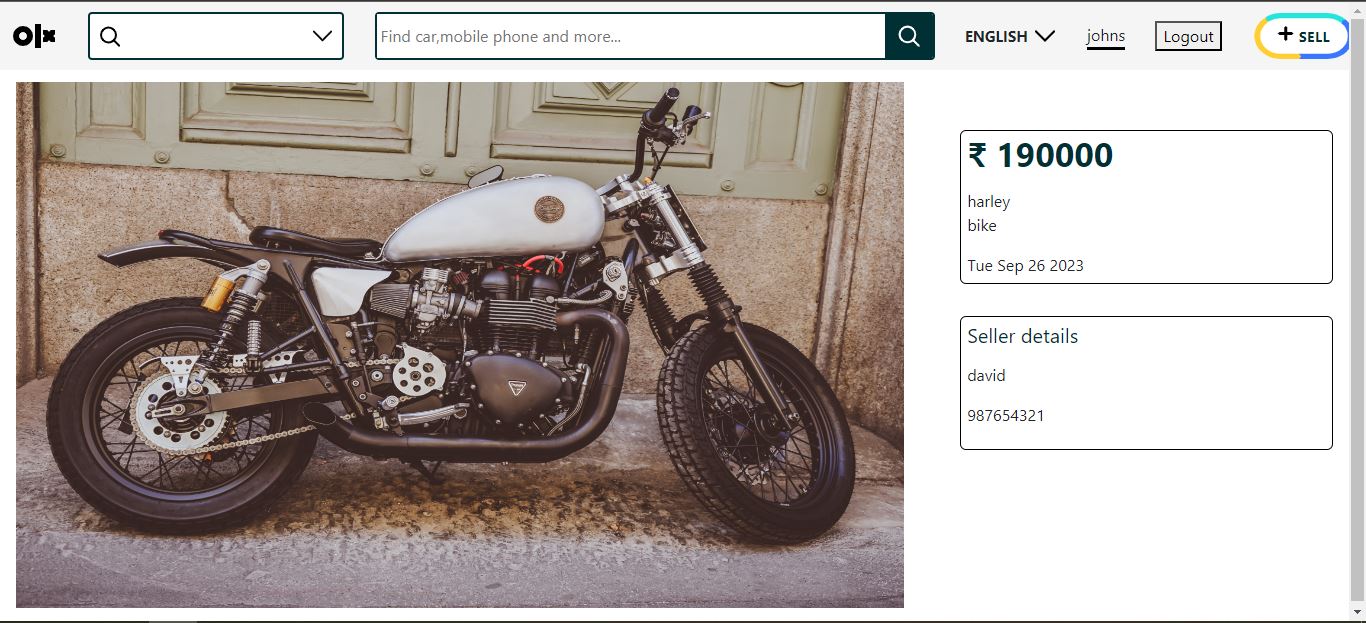 olx
Find car,mobile phone and more...
ENGLISH
johns
Logout
+ SELL
₹ 190000
harley
bike
Tue Sep 26 2023
Seller details
david
987654321